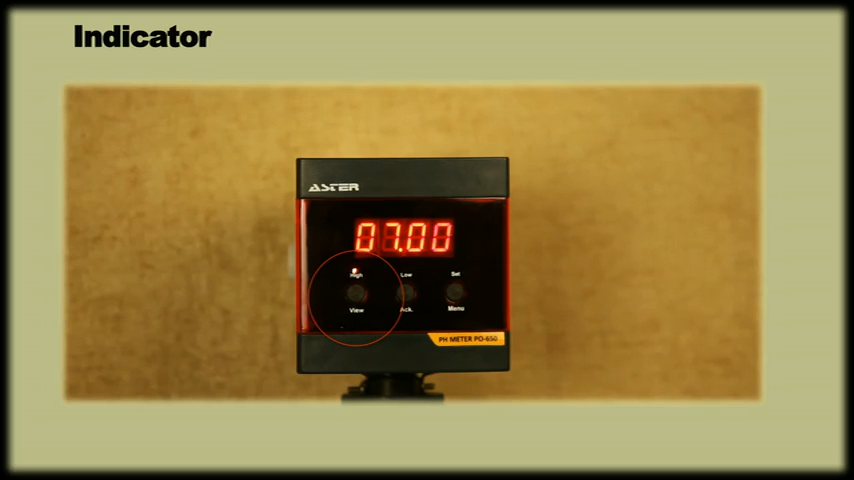 Indicator
ASTER
07.00
High Low Set
View Ack. Menu
PH METER PO-650